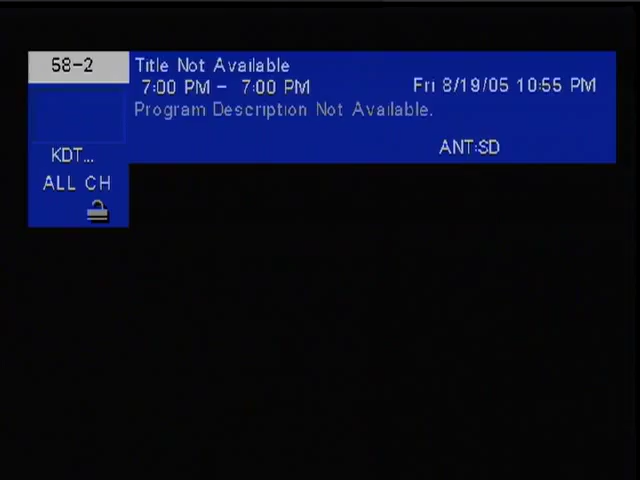 58-2
Title Not Available
7:00 PM - 7:00 PM
Fri 8/19/05 10:55 PM
Program Description Not Available.
ANT:SD
KDT...
ALL CH